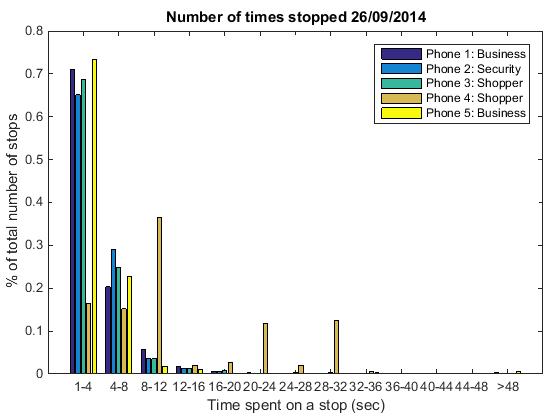 Number of times stopped 26/09/2014
% of total number of stops
0.8
0.7
0.6
0.5
0.4
0.3
0.2
0.1
0
Phone 1: Business
Phone 2: Security
Phone 3: Shopper
Phone 4: Shopper
Phone 5: Business
1-4 4-8 8-12 12-16 16-20 20-24 24-28 28-32 32-36 36-40 40-44 44-48 >48
Time spent on a stop (sec)